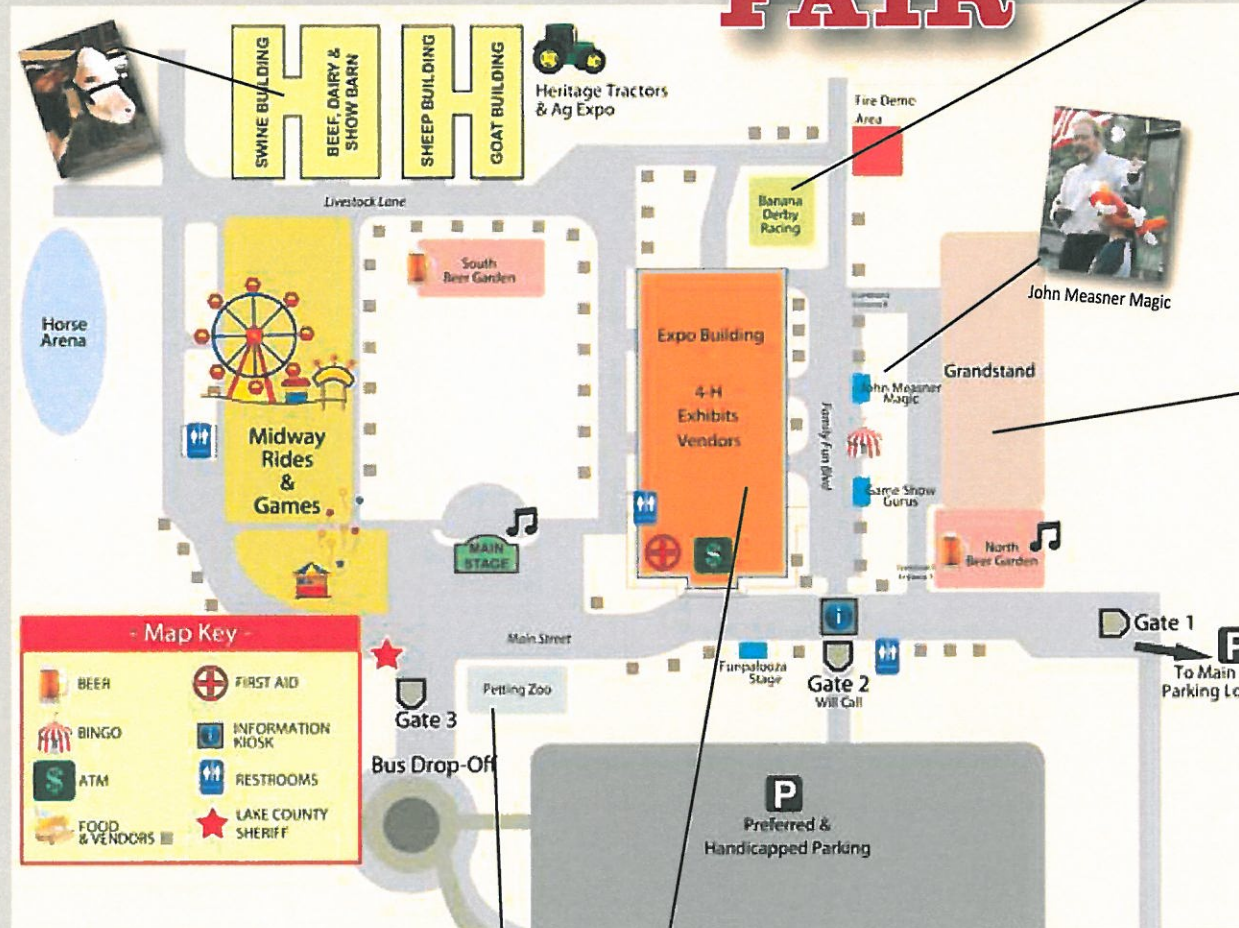 FAIR
SWINE BUILDING
BEEF, DAIRY &
SHOW BARN
SHEEP BUILDING
GOAT BUILDING
Heritage Tractors
& Ag Expo
Fire Demo
Area
Banana
Derby
Racing
John Measner Magic
Livestock Lane
South
Beer Garden
Horse
Arena
Expo Building
4-H
Exhibits
Vendors
Grandstand
John Measner
Magic
Family Fun Blvd
Game Show
Gurus
Midway
Rides
&
Games
MAIN
STAGE
North
Beer Garden
Main Street
Gate 1
P
To Main
Parking Lo
- Map Key -
BEER
BINGO
$ ATM
FOOD
& VENDORS
FIRST AID
i INFORMATION
KIOSK
RESTROOMS
LAKE COUNTY
SHERIFF
$
i
Petting Zoo
Funpalooza
Stage
Gate 2
Will Call
Gate 3
Bus Drop-Off
P
Preferred &
Handicapped Parking